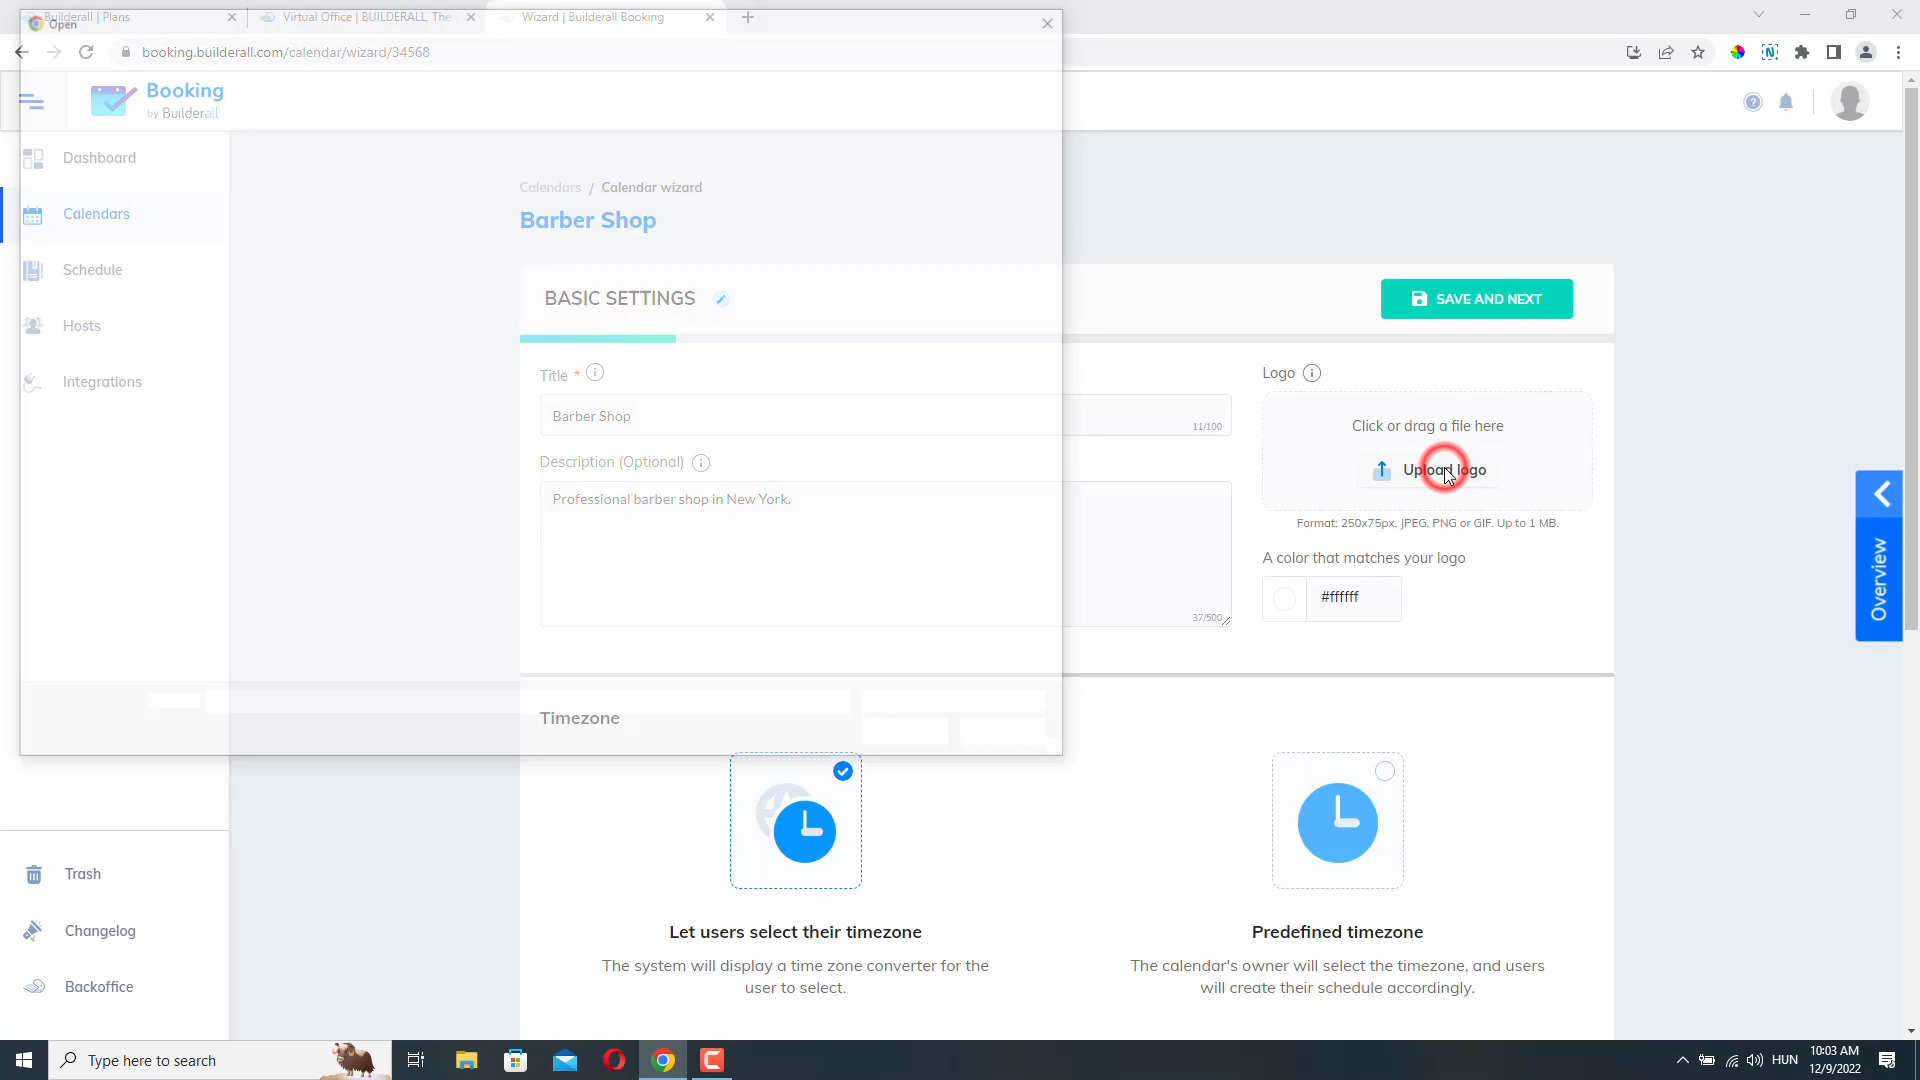 Builderall | Plans
Virtual Office | BUILDERALL, The
Wizard | Builderall Booking
Open
booking.builderall.com/calendar/wizard/34568
Booking
by Builderall
Dashboard
Calendars
Schedule
Hosts
Integrations
Trash
Changelog
Backoffice
Calendars / Calendar wizard
Barber Shop
BASIC SETTINGS
SAVE AND NEXT
Title *
Barber Shop
11/100
Description (Optional)
Professional barber shop in New York.
37/500
Logo
Click or drag a file here
Upload logo
Format: 250x75px, JPEG, PNG or GIF. Up to 1 MB.
A color that matches your logo
#ffffff
Overview
Timezone
Let users select their timezone
The system will display a time zone converter for the
user to select.
Predefined timezone
The calendar's owner will select the timezone, and users
will create their schedule accordingly.
Type here to search
HUN
10:03 AM
12/9/2022